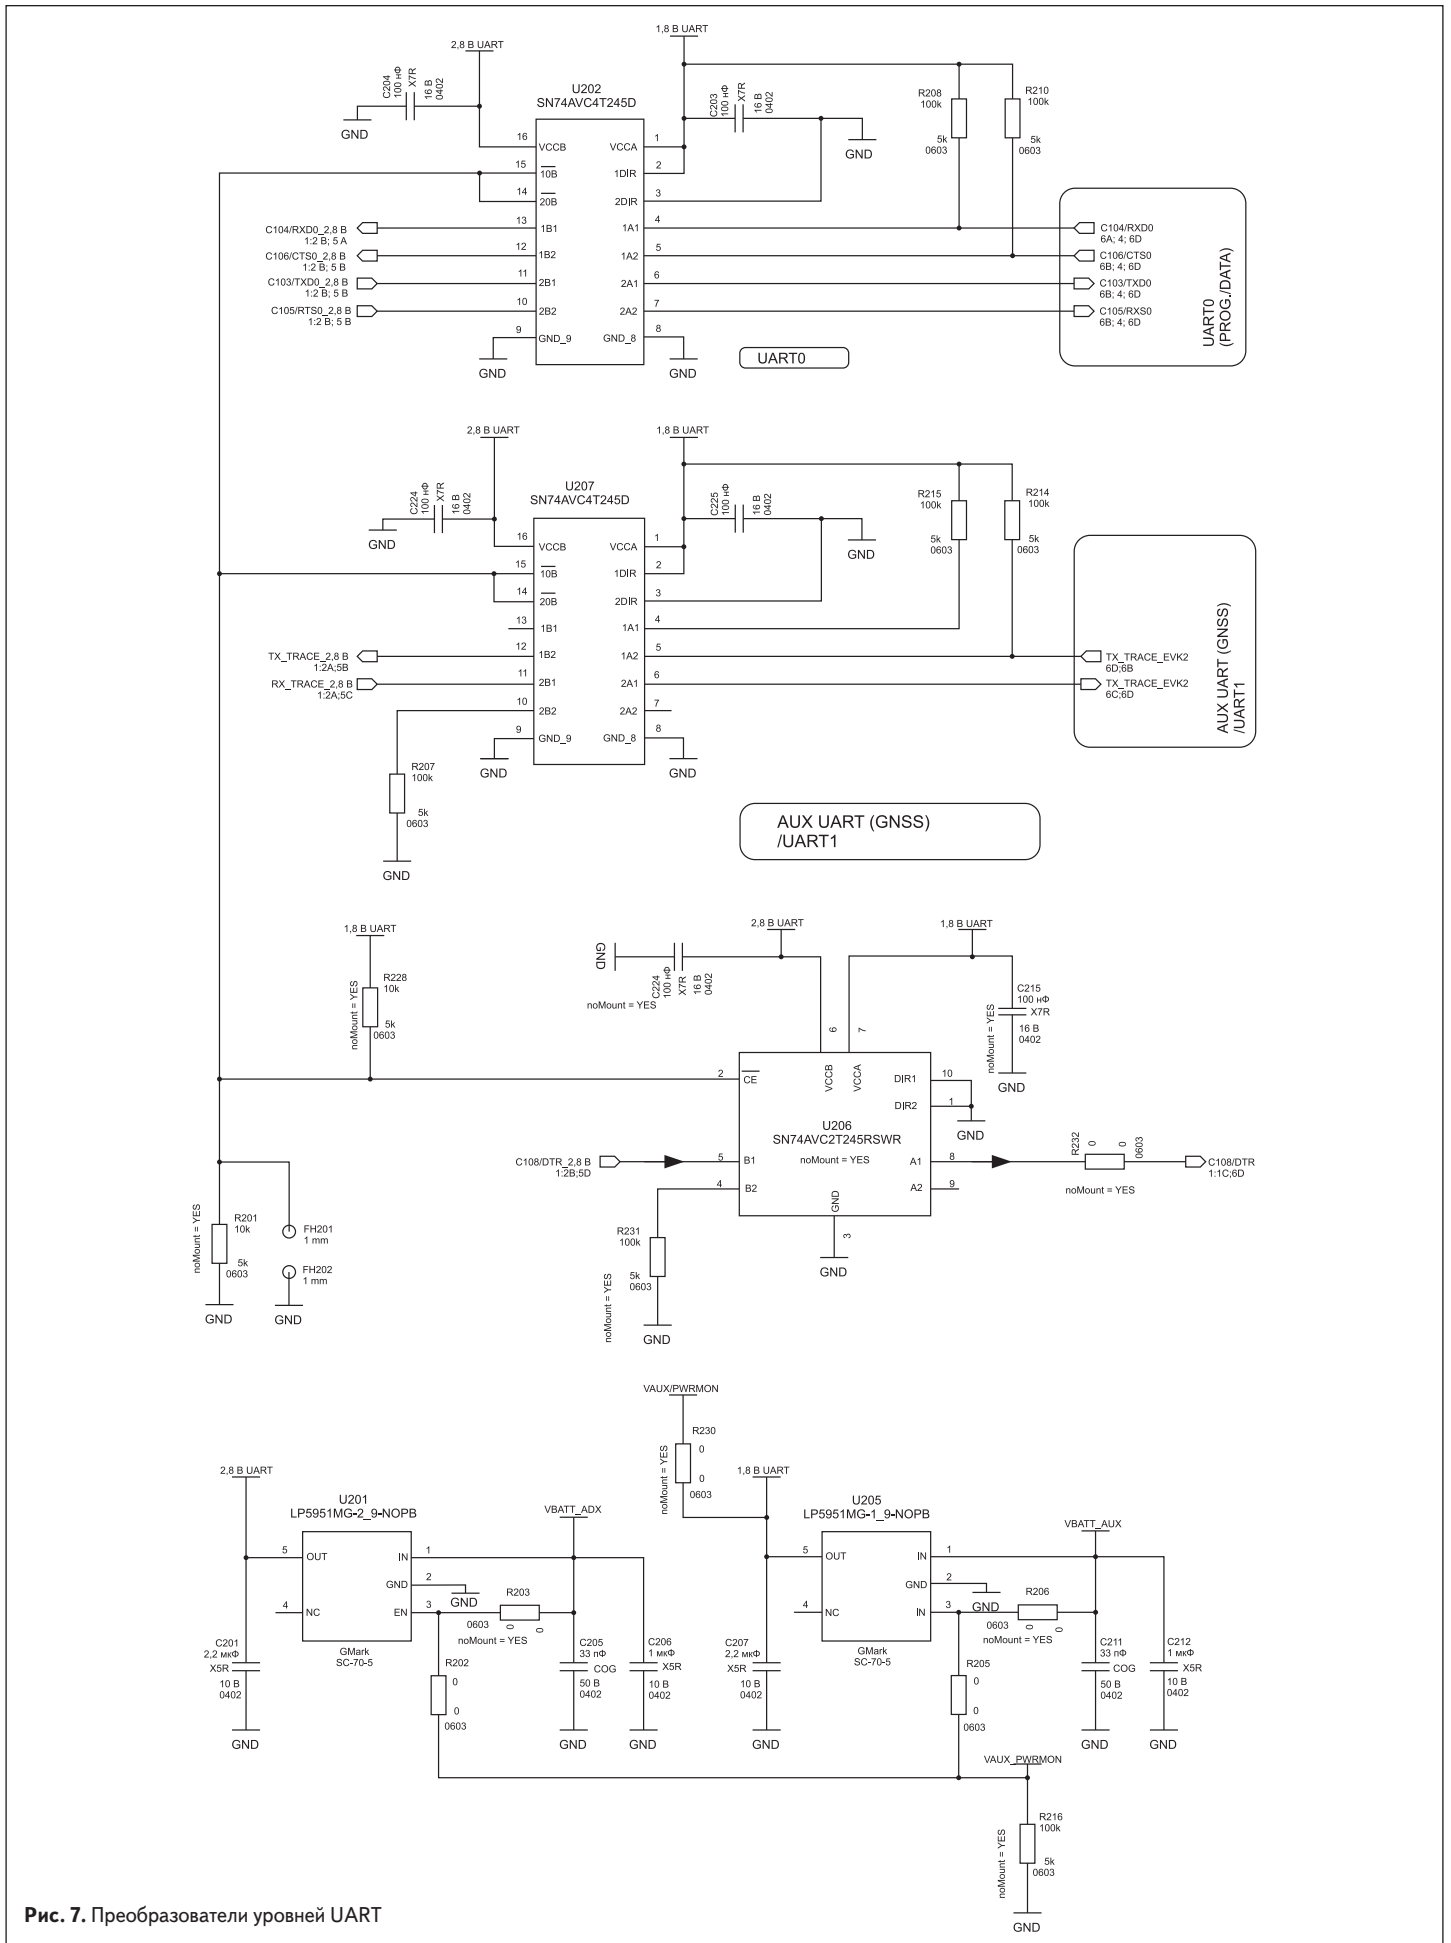 1,8 В UART
2,8 В UART
C204
100 нФ
X7R
16 В
0402
GND
U202
SN74AVC4T245D
C203
100 нФ
X7R
16 В
0402
GND
R208
100k
5k
0603
R210
100k
5k
0603
16
VCCB
VCCA
1
15
10B
1DIR
2
14
20B
2DIR
3
13
1B1
1A1
4
12
1B2
1A2
5
11
2B1
2A1
6
10
2B2
2A2
7
9
GND_9
GND_8
8
C104/RXD0_2,8 В
1:2 B; 5 A
C106/CTS0_2,8 В
1:2 B; 5 B
C103/TXD0_2,8 В
1:2 B; 5 B
C105/RTS0_2,8 В
1:2 B; 5 B
C104/RXD0
6A; 4; 6D
C106/CTS0
6B; 4; 6D
C103/TXD0
6B; 4; 6D
C105/RXS0
6B; 4; 6D
UART0
(PROG./DATA)
GND
GND
UART0
2,8 В UART
1,8 В UART
C224
100 нФ
X7R
16 В
0402
GND
U207
SN74AVC4T245D
C225
100 нФ
X7R
16 В
0402
GND
R215
100k
5k
0603
R214
100k
5k
0603
16
VCCB
VCCA
1
15
10B
1DIR
2
14
20B
2DIR
3
13
1B1
1A1
4
12
1B2
1A2
5
11
2B1
2A1
6
10
2B2
2A2
7
9
GND_9
GND_8
8
TX_TRACE_2,8 В
1:2A;5B
RX_TRACE_2,8 В
1:2A;5C
TX_TRACE_EVK2
6D;6B
TX_TRACE_EVK2
6C;6D
AUX UART (GNSS)
/UART1
GND
GND
R207
100k
5k
0603
GND
AUX UART (GNSS)
/UART1
1,8 В UART
R228
10k
5k
0603
noMount = YES
2,8 В UART
1,8 В UART
GND
C224
100 нФ
X7R
16 В
0402
noMount = YES
C215
100 нФ
X7R
16 В
0402
noMount = YES
GND
6
7
2
CE
VCCB
VCCA
DIR1
10
DIR2
1
GND
U206
SN74AVC2T245RSWR
noMount = YES
C108/DTR_2,8 В
1:2B;5D
5
B1
A1
8
4
B2
A2
9
GND
3
GND
R232
0
0
0603
noMount = YES
C108/DTR
1:1C;6D
R231
100k
5k
0603
noMount = YES
GND
R201
10k
5k
0603
noMount = YES
GND
FH201
1 mm
FH202
1 mm
GND
VAUX/PWRMON
R230
0
0
0603
noMount = YES
2,8 В UART
U201
LP5951MG-2_9-NOPB
VBATT_ADX
5
OUT
IN
1
GND
2
GND
4
NC
EN
3
GMark
SC-70-5
R203
0603
0
0
noMount = YES
C201
2,2 мкФ
X5R
10 В
0402
GND
R202
0
0
0603
C205
33 пФ
COG
50 В
0402
GND
C206
1 мкФ
X5R
10 В
0402
GND
1,8 В UART
U205
LP5951MG-1_9-NOPB
VBATT_AUX
5
OUT
IN
1
GND
2
GND
4
NC
IN
3
GMark
SC-70-5
R206
0603
0
0
noMount = YES
C207
2,2 мкФ
X5R
10 В
0402
GND
R205
0
0
0603
C211
33 пФ
COG
50 В
0402
GND
C212
1 мкФ
X5R
10 В
0402
GND
VAUX_PWRMON
R216
100k
5k
0603
noMount = YES
GND
Рис. 7. Преобразователи уровней UART